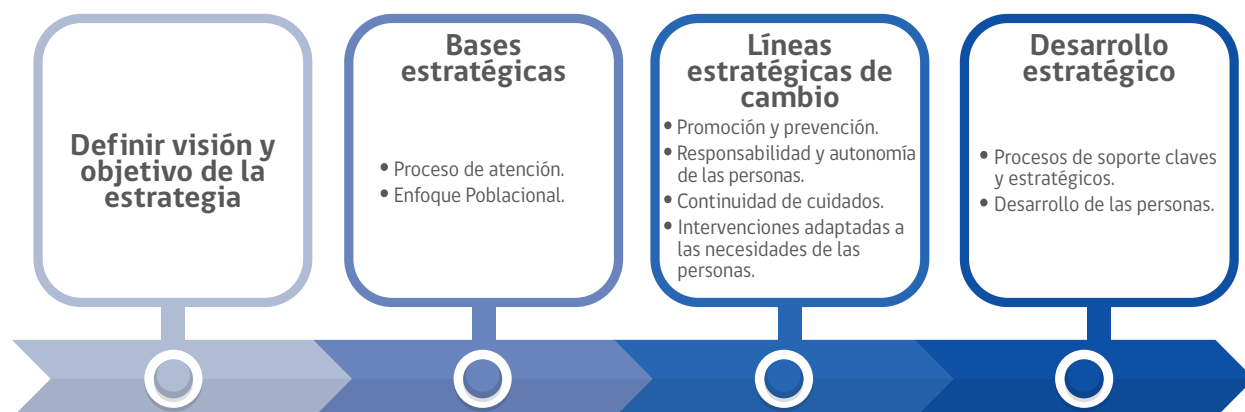 Definir visión y
objetivo de la
estrategia
Bases
estratégicas
• Proceso de atención.
• Enfoque Poblacional.
Líneas
estratégicas de
cambio
• Promoción y prevención.
• Responsabilidad y autonomía
de las personas.
• Continuidad de cuidados.
• Intervenciones adaptadas a
las necesidades de las
personas.
Desarrollo
estratégico
• Procesos de soporte claves
y estratégicos.
• Desarrollo de las personas.